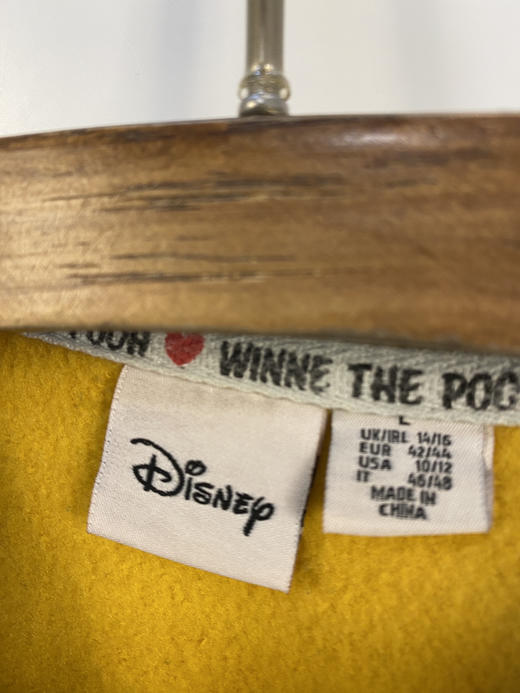 POOH ❤ WINNE THE POO
Disney
L
UK/IRL 14/16
EUR 42/44
USA 10/12
IT 46/48
MADE IN
CHINA